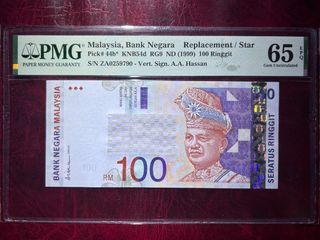 PMG
PAPER MONEY GUARANTY
Malaysia, Bank Negara Replacement / Star
Pick# 44b* KNB54d RG9 ND (1999) 100 Ringgit
S/N ZA0259790 - Vert. Sign. A.A. Hassan
65 EPQ
Gem Uncirculated
BANK NEGARA MALAYSIA
100
RM 100
SERATUS RINGGIT